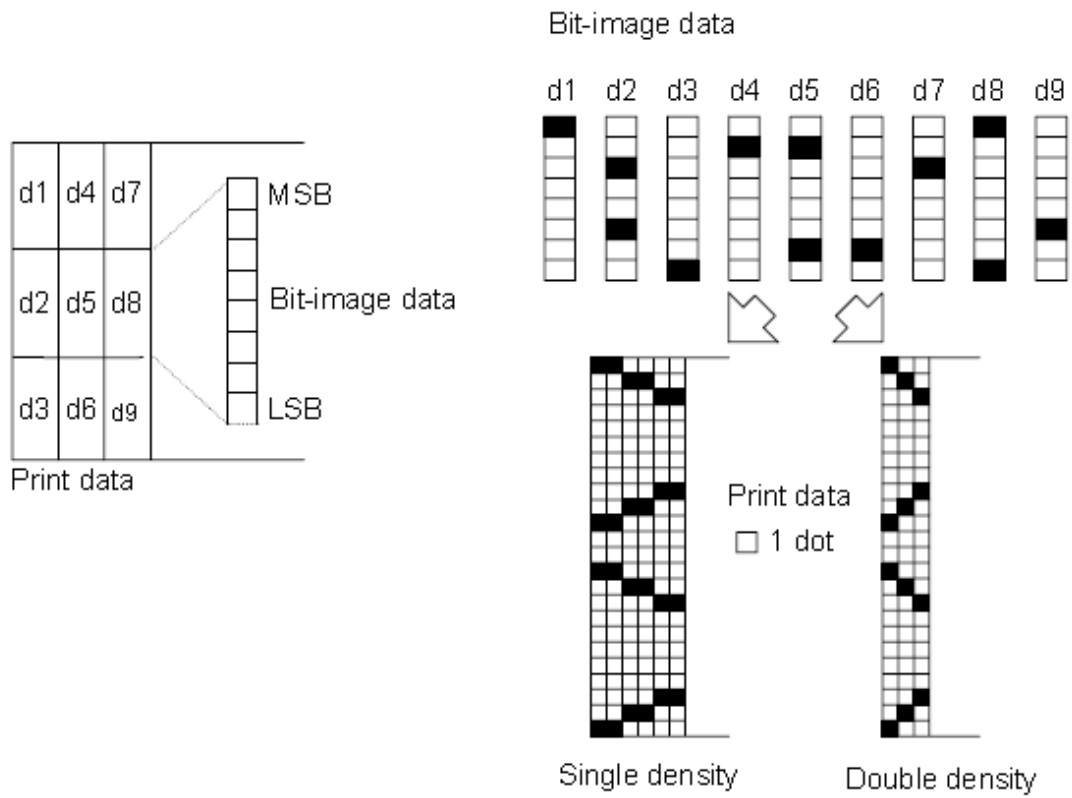 Bit-image data
d1 d2 d3 d4 d5 d6 d7 d8 d9
d1 d4 d7
d2 d5 d8
d3 d6 d9
Print data
MSB
Bit-image data
LSB
Print data
1 dot
Single density
Double density